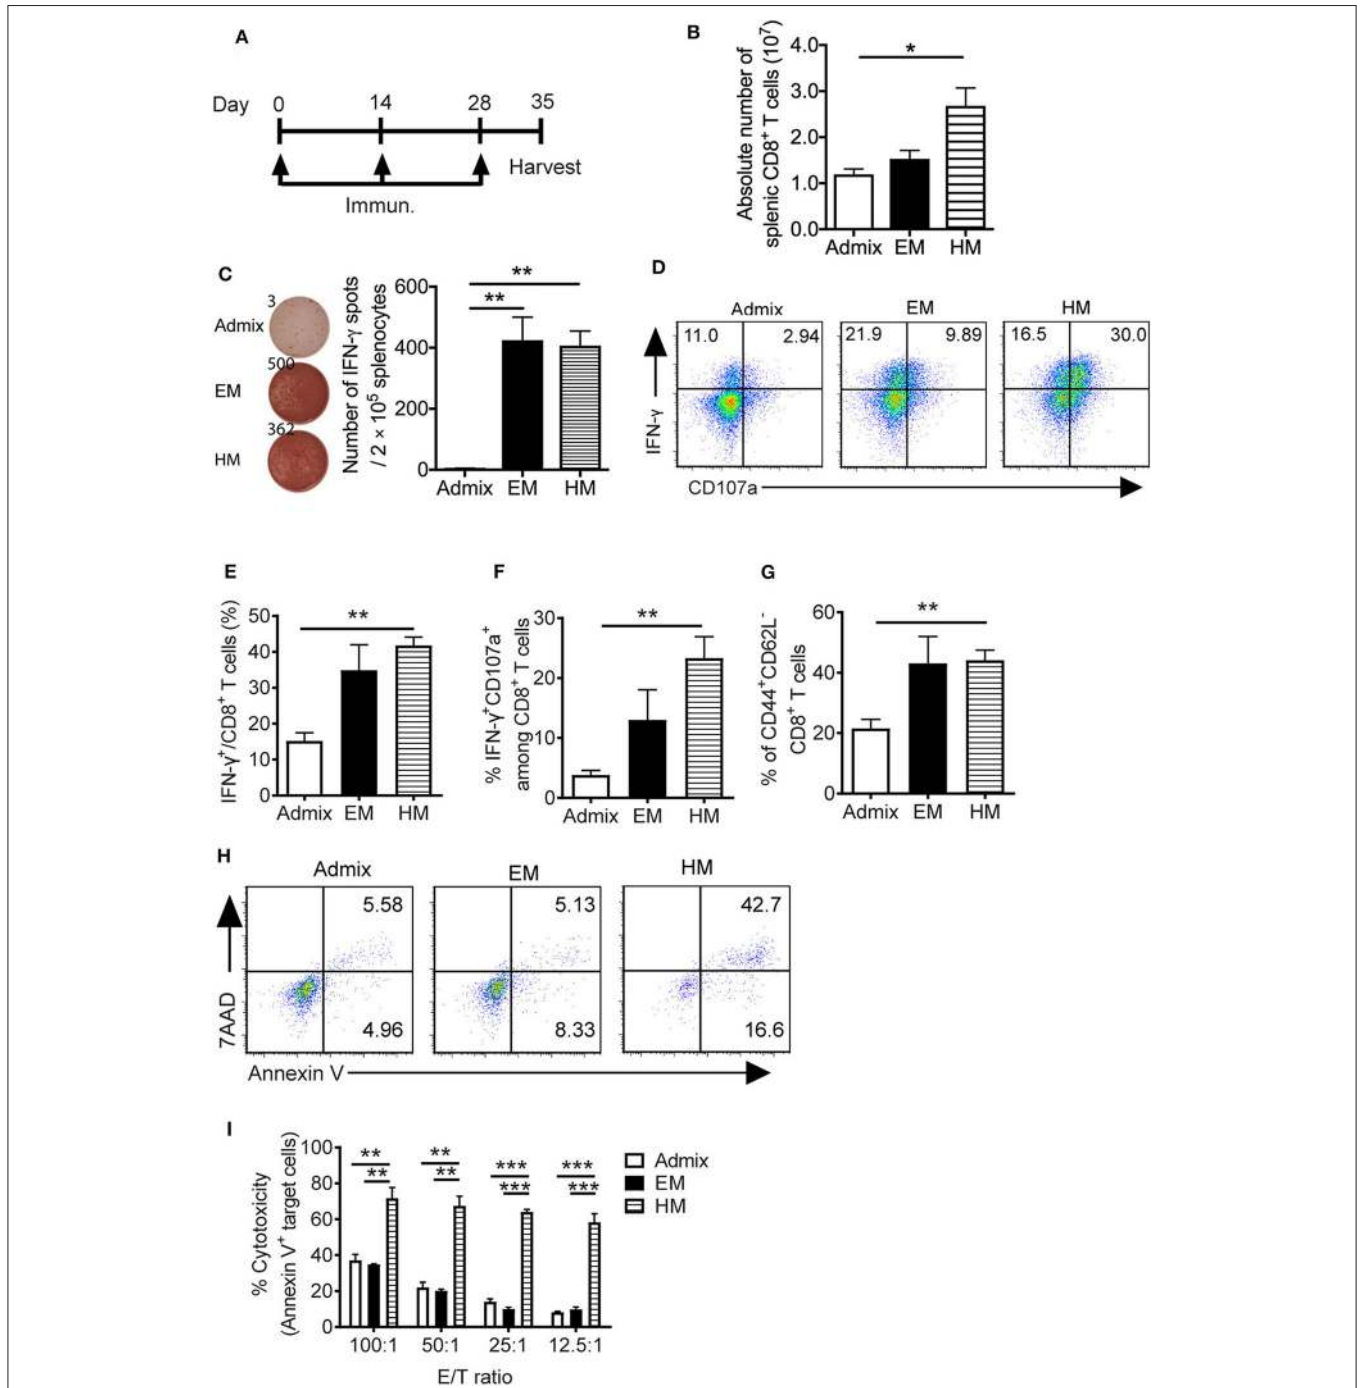 A
Day 0 14 28 35
Harvest
Immun.
B
Absolute number of
splenic CD8⁺ T cells (10⁷)
4.0
3.0
2.0
1.0
0.0
*
Admix EM HM
C
Admix
3
EM
500
HM
362
Number of IFN-γ spots
/ 2 × 10⁵ splenocytes
600
400
200
0
**
**
Admix EM HM
D
Admix EM HM
11.0 2.94
21.9 9.89
16.5 30.0
IFN-γ
CD107a
E
IFN-γ⁺/CD8⁺ T cells (%)
50
40
30
20
10
0
**
Admix EM HM
F
% IFN-γ⁺CD107a⁺
among CD8⁺ T cells
30
20
10
0
**
Admix EM HM
G
% of CD44⁺CD62L⁻
CD8⁺ T cells
60
40
20
0
**
Admix EM HM
H
Admix EM HM
5.58
4.96
5.13
8.33
42.7
16.6
7AAD
Annexin V
I
% Cytotoxicity
(Annexin V⁺ target cells)
100
80
60
40
20
0
** ** *** ***
** ** *** ***
100:1 50:1 25:1 12.5:1
E/T ratio
Admix
EM
HM